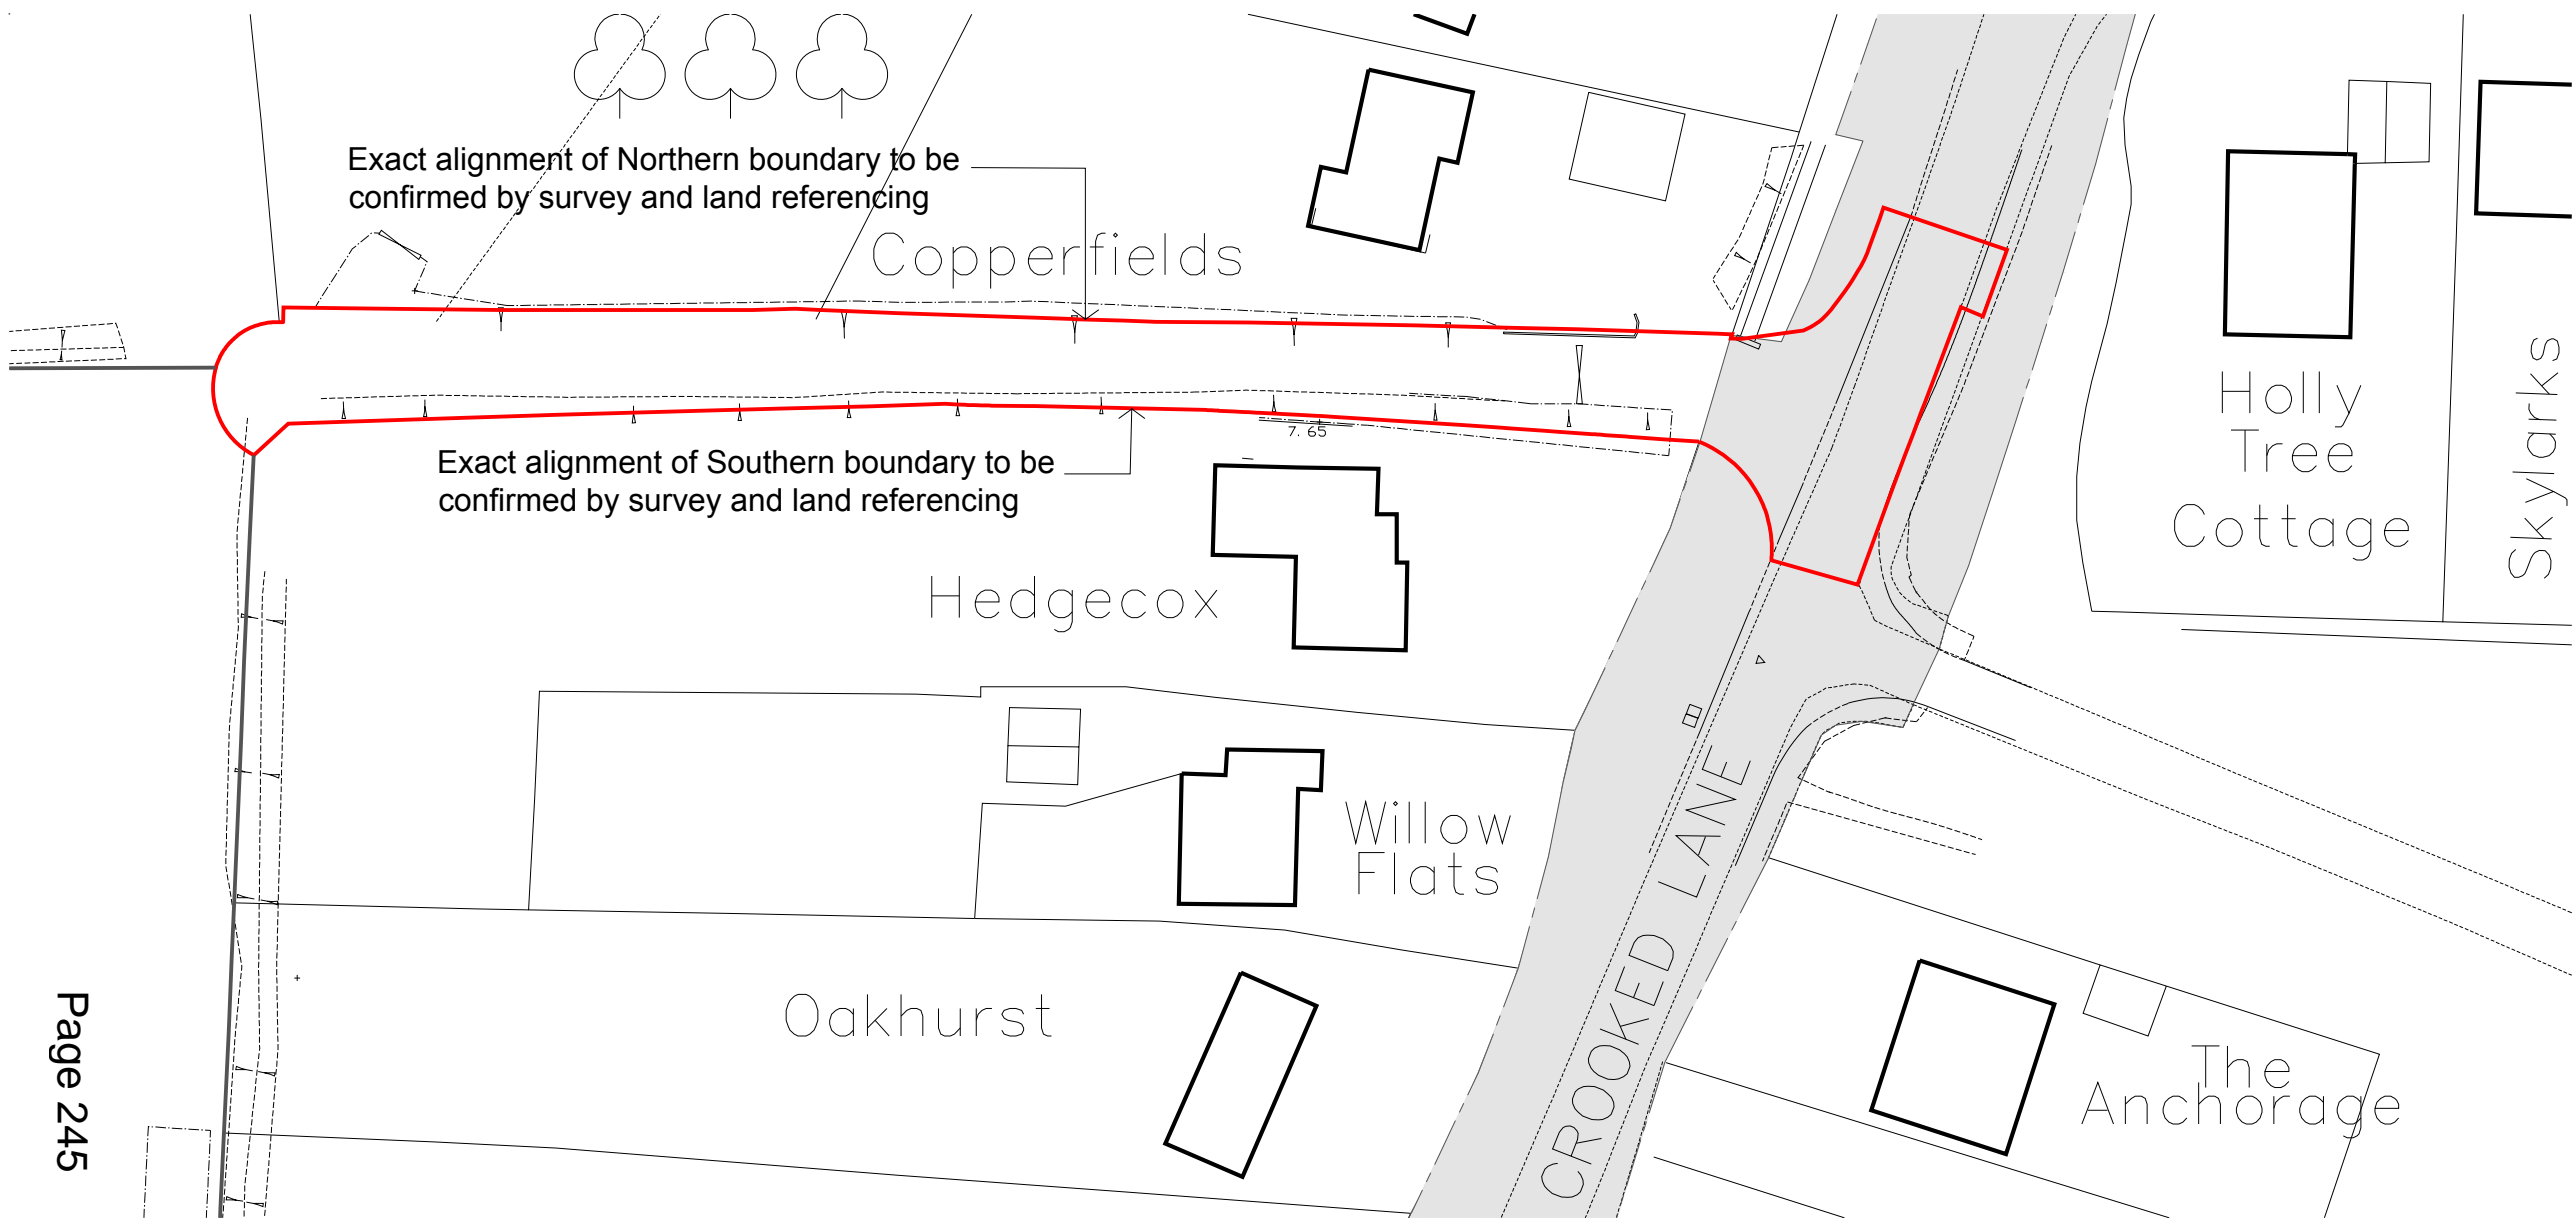 Exact alignment of Northern boundary to be
confirmed by survey and land referencing
Copperfields
Exact alignment of Southern boundary to be
confirmed by survey and land referencing
7.65
Hedgecox
Willow
Flats
Oakhurst
CROOKED LANE
Holly
Tree
Cottage
Skylarks
The
Anchorage
Page 245